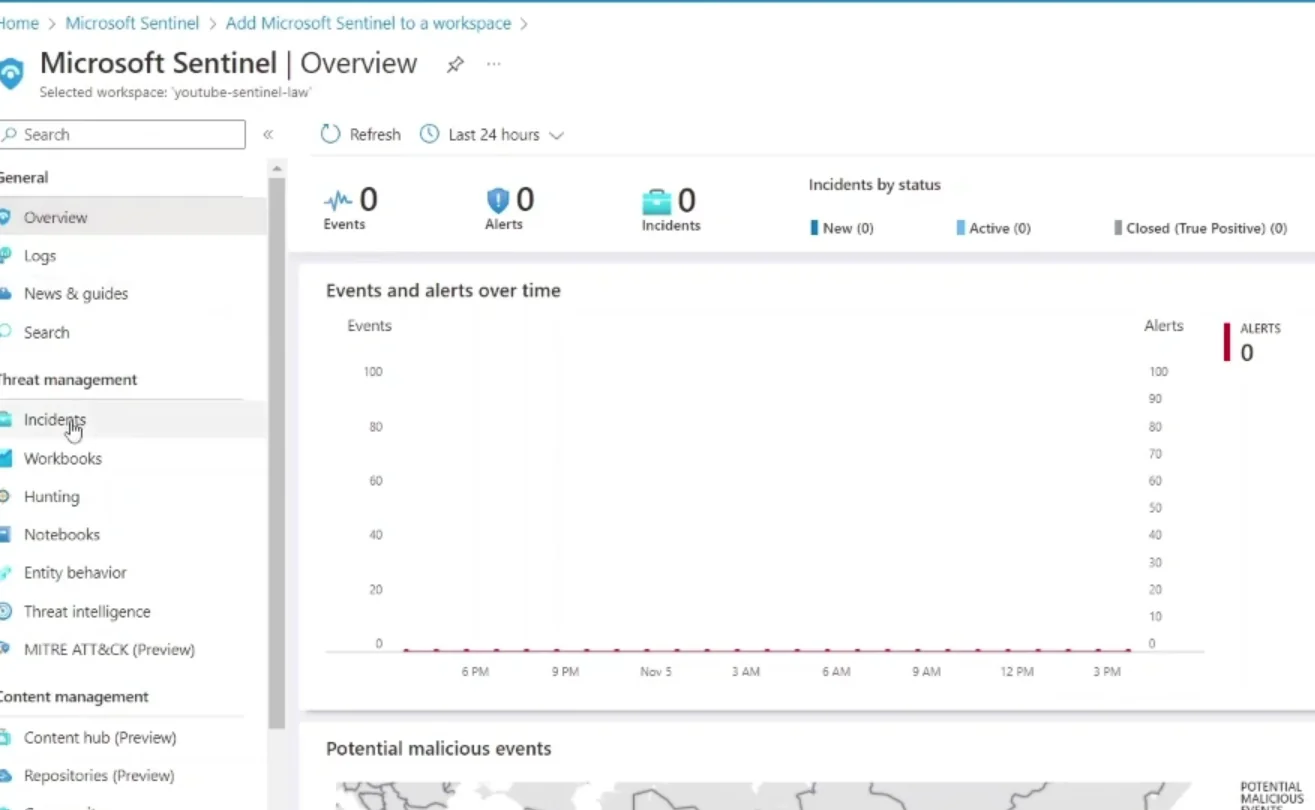 Home > Microsoft Sentinel > Add Microsoft Sentinel to a workspace >
Microsoft Sentinel | Overview ...
Selected workspace: 'youtube-sentinel-law'
Search «
Refresh Last 24 hours
General
Overview
Logs
News & guides
Search
Threat management
Incidents
Workbooks
Hunting
Notebooks
Entity behavior
Threat intelligence
MITRE ATT&CK (Preview)
Content management
Content hub (Preview)
Repositories (Preview)
0
Events
0
Alerts
0
Incidents
Incidents by status
New (0) Active (0) Closed (True Positive) (0)
Events and alerts over time
Events
100
80
60
40
20
0
Alerts
100
90
80
70
60
50
40
30
20
10
0
6 PM 9 PM Nov 5 3 AM 6 AM 9 AM 12 PM 3 PM
ALERTS
0
Potential malicious events
POTENTIAL
MALICIOUS
EVENTS